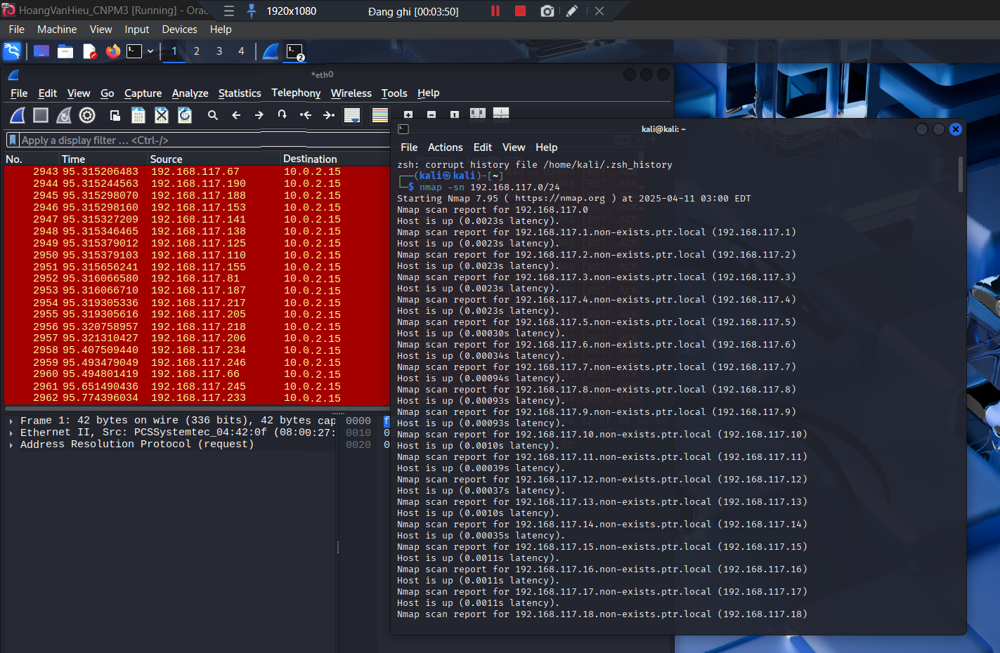 HoangVanHieu_CNPM3 [Running] - Orac
1920x1080
Đang ghi [00:03:50]
File Machine View Input Devices Help
1 2 3 4
2
*eth0
File Edit View Go Capture Analyze Statistics Telephony Wireless Tools Help
Apply a display filter … <Ctrl-/>
No. Time Source Destination
2943 95.315206483 192.168.117.67 10.0.2.15
2944 95.315244563 192.168.117.190 10.0.2.15
2945 95.315298070 192.168.117.188 10.0.2.15
2946 95.315298160 192.168.117.153 10.0.2.15
2947 95.315327209 192.168.117.141 10.0.2.15
2948 95.315346465 192.168.117.138 10.0.2.15
2949 95.315379012 192.168.117.125 10.0.2.15
2950 95.315379103 192.168.117.110 10.0.2.15
2951 95.315656241 192.168.117.155 10.0.2.15
2952 95.316066580 192.168.117.81 10.0.2.15
2953 95.316066710 192.168.117.187 10.0.2.15
2954 95.319305336 192.168.117.217 10.0.2.15
2955 95.319305616 192.168.117.205 10.0.2.15
2956 95.320758957 192.168.117.218 10.0.2.15
2957 95.321310427 192.168.117.206 10.0.2.15
2958 95.407509440 192.168.117.234 10.0.2.15
2959 95.493479049 192.168.117.246 10.0.2.15
2960 95.494801419 192.168.117.66 10.0.2.15
2961 95.651490436 192.168.117.245 10.0.2.15
2962 95.774396034 192.168.117.233 10.0.2.15
Frame 1: 42 bytes on wire (336 bits), 42 bytes cap
Ethernet II, Src: PCSSystemtec_04:42:0f (08:00:27:
Address Resolution Protocol (request)
0000 f
0010 0
0020 0
kali@kali: ~
File Actions Edit View Help
zsh: corrupt history file /home/kali/.zsh_history
┌──(kali㉿kali)-[~]
└─$ nmap -sn 192.168.117.0/24
Starting Nmap 7.95 ( https://nmap.org ) at 2025-04-11 03:00 EDT
Nmap scan report for 192.168.117.0
Host is up (0.0023s latency).
Nmap scan report for 192.168.117.1.non-exists.ptr.local (192.168.117.1)
Host is up (0.0023s latency).
Nmap scan report for 192.168.117.2.non-exists.ptr.local (192.168.117.2)
Host is up (0.0023s latency).
Nmap scan report for 192.168.117.3.non-exists.ptr.local (192.168.117.3)
Host is up (0.0023s latency).
Nmap scan report for 192.168.117.4.non-exists.ptr.local (192.168.117.4)
Host is up (0.0023s latency).
Nmap scan report for 192.168.117.5.non-exists.ptr.local (192.168.117.5)
Host is up (0.00030s latency).
Nmap scan report for 192.168.117.6.non-exists.ptr.local (192.168.117.6)
Host is up (0.00034s latency).
Nmap scan report for 192.168.117.7.non-exists.ptr.local (192.168.117.7)
Host is up (0.00094s latency).
Nmap scan report for 192.168.117.8.non-exists.ptr.local (192.168.117.8)
Host is up (0.00093s latency).
Nmap scan report for 192.168.117.9.non-exists.ptr.local (192.168.117.9)
Host is up (0.00093s latency).
Nmap scan report for 192.168.117.10.non-exists.ptr.local (192.168.117.10)
Host is up (0.0010s latency).
Nmap scan report for 192.168.117.11.non-exists.ptr.local (192.168.117.11)
Host is up (0.00039s latency).
Nmap scan report for 192.168.117.12.non-exists.ptr.local (192.168.117.12)
Host is up (0.00037s latency).
Nmap scan report for 192.168.117.13.non-exists.ptr.local (192.168.117.13)
Host is up (0.0010s latency).
Nmap scan report for 192.168.117.14.non-exists.ptr.local (192.168.117.14)
Host is up (0.00035s latency).
Nmap scan report for 192.168.117.15.non-exists.ptr.local (192.168.117.15)
Host is up (0.0011s latency).
Nmap scan report for 192.168.117.16.non-exists.ptr.local (192.168.117.16)
Host is up (0.0011s latency).
Nmap scan report for 192.168.117.17.non-exists.ptr.local (192.168.117.17)
Host is up (0.0011s latency).
Nmap scan report for 192.168.117.18.non-exists.ptr.local (192.168.117.18)